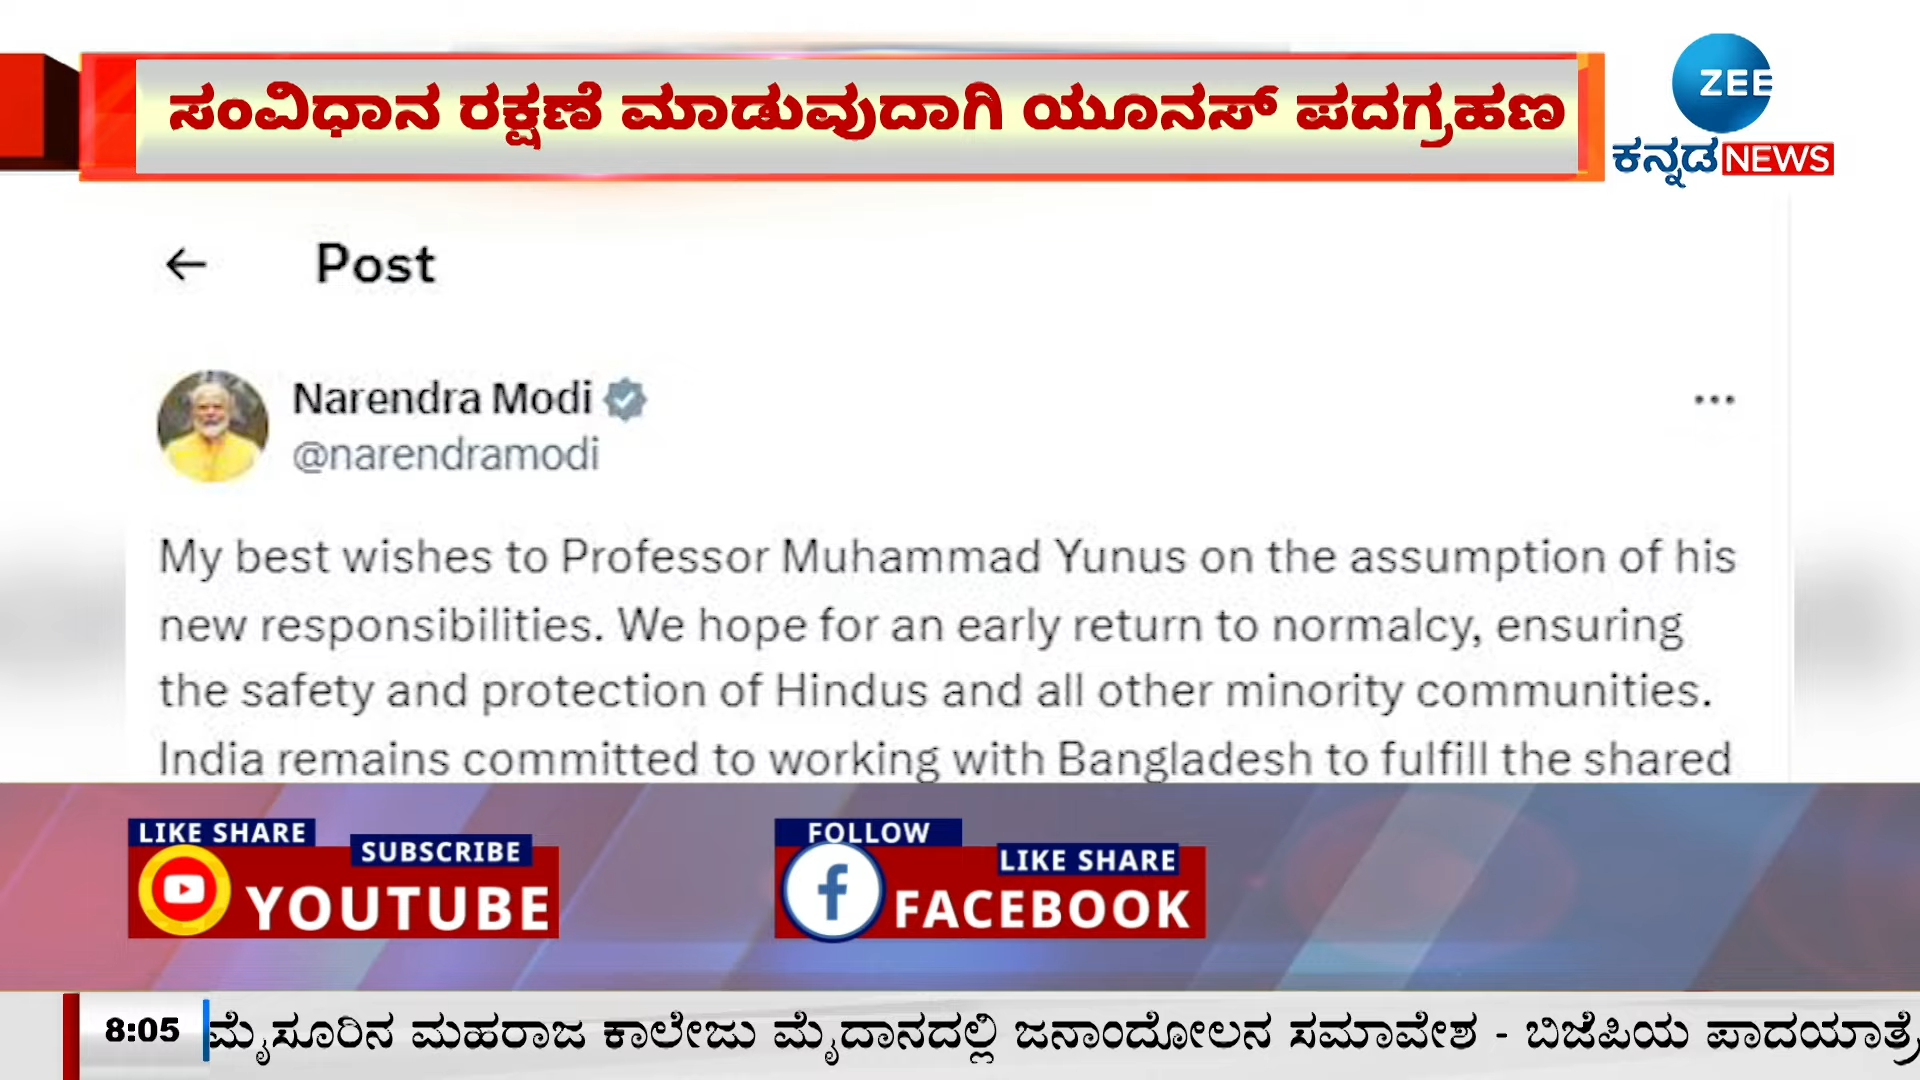 ಸಂವಿಧಾನ ರಕ್ಷಣೆ ಮಾಡುವುದಾಗಿ ಯೂನಸ್ ಪದಗ್ರಹಣ
ZEE
ಕನ್ನಡ NEWS
← Post
Narendra Modi
@narendramodi
My best wishes to Professor Muhammad Yunus on the assumption of his
new responsibilities. We hope for an early return to normalcy, ensuring
the safety and protection of Hindus and all other minority communities.
India remains committed to working with Bangladesh to fulfill the shared
LIKE SHARE
SUBSCRIBE
YOUTUBE
FOLLOW
LIKE SHARE
FACEBOOK
8:05 ಮೈಸೂರಿನ ಮಹರಾಜ ಕಾಲೇಜು ಮೈದಾನದಲ್ಲಿ ಜನಾಂದೋಲನ ಸಮಾವೇಶ - ಬಿಜೆಪಿಯ ಪಾದಯಾತ್ರೆ